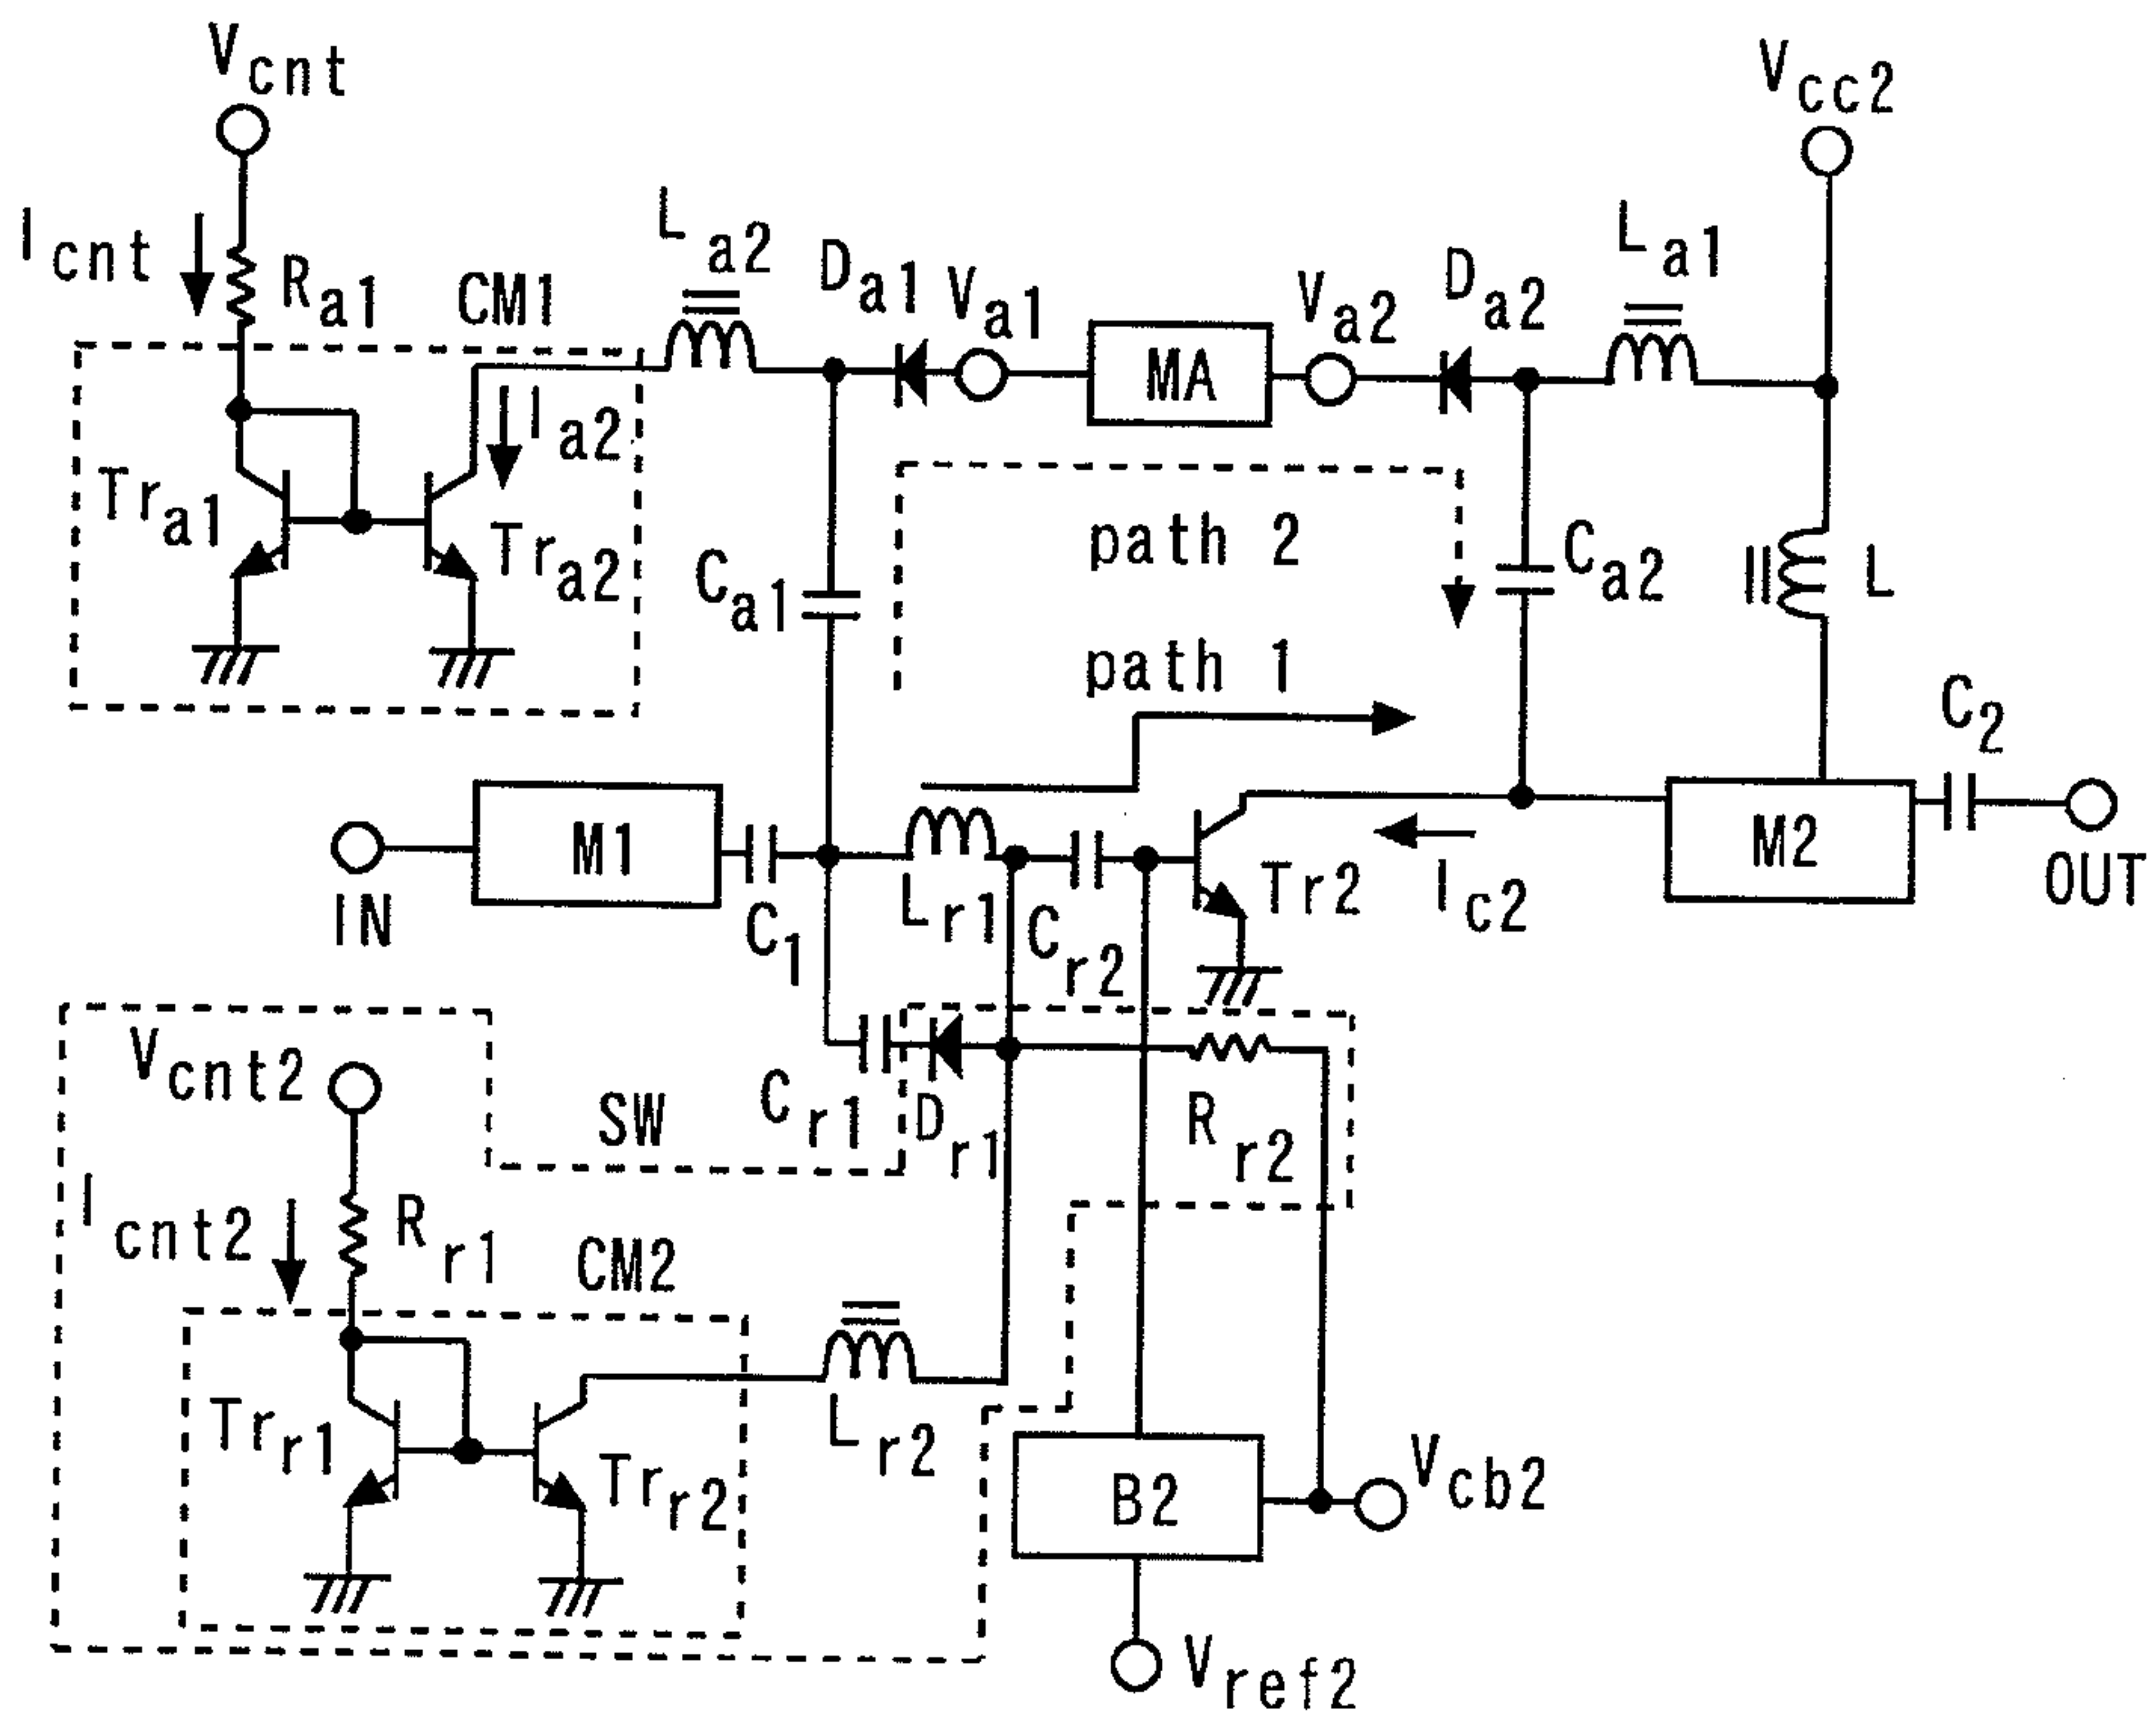 Vcnt
Vcc2
Icnt
Ra1
CM1
La2
Da1
Va1
MA
Va2
Da2
La1
Ia2
Tra1
Tra2
Ca1
path 2
Ca2
L
path 1
C2
IN
M1
C1
Lr1
Cr2
Tr2
Ic2
M2
OUT
Vcnt2
SW
Cr1
Dr1
Rr2
Icnt2
Rr1
CM2
Trr1
Trr2
Lr2
B2
Vcb2
Vref2